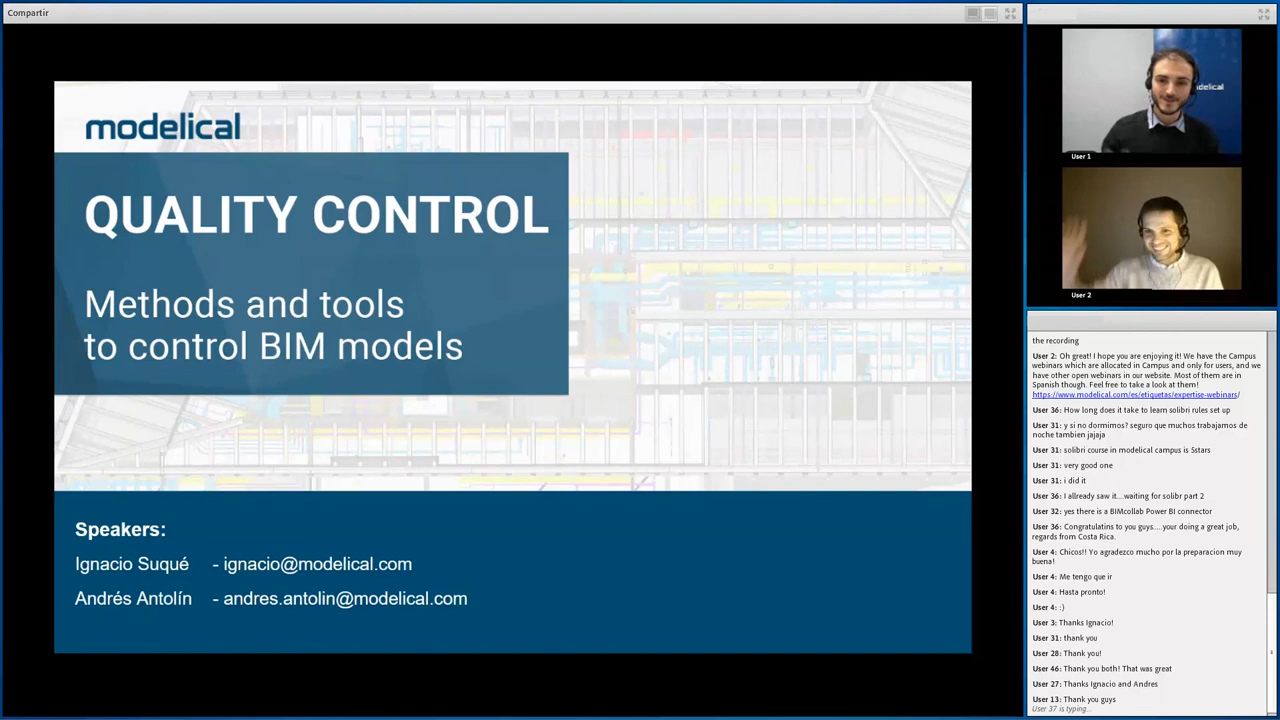 Compartir
modelical
QUALITY CONTROL
Methods and tools
to control BIM models
Speakers:
Ignacio Suqué - ignacio@modelical.com
Andrés Antolín - andres.antolin@modelical.com
delical
User 1
User 2
the recording
User 2: Oh great! I hope you are enjoying it! We have the Campus
webinars which are allocated in Campus and only for users, and we
have other open webinars in our website. Most of them are in
Spanish though. Feel free to take a look at them!
https://www.modelical.com/es/etiquetas/expertise-webinars/
User 36: How long does it take to learn solibri rules set up
User 31: y si no dormimos? seguro que muchos trabajamos de
noche tambien jajaja
User 31: solibri course in modelical campus is 5stars
User 31: very good one
User 31: i did it
User 36: I allready saw it....waiting for solibr part 2
User 32: yes there is a BIMcollab Power BI connector
User 36: Congratulatins to you guys.....your doing a great job,
regards from Costa Rica.
User 4: Chicos!! Yo agradezco mucho por la preparacion muy
buena!
User 4: Me tengo que ir
User 4: Hasta pronto!
User 4: :)
User 3: Thanks Ignacio!
User 31: thank you
User 28: Thank you!
User 46: Thank you both! That was great
User 27: Thanks Ignacio and Andres
User 13: Thank you guys
User 37 is typing...